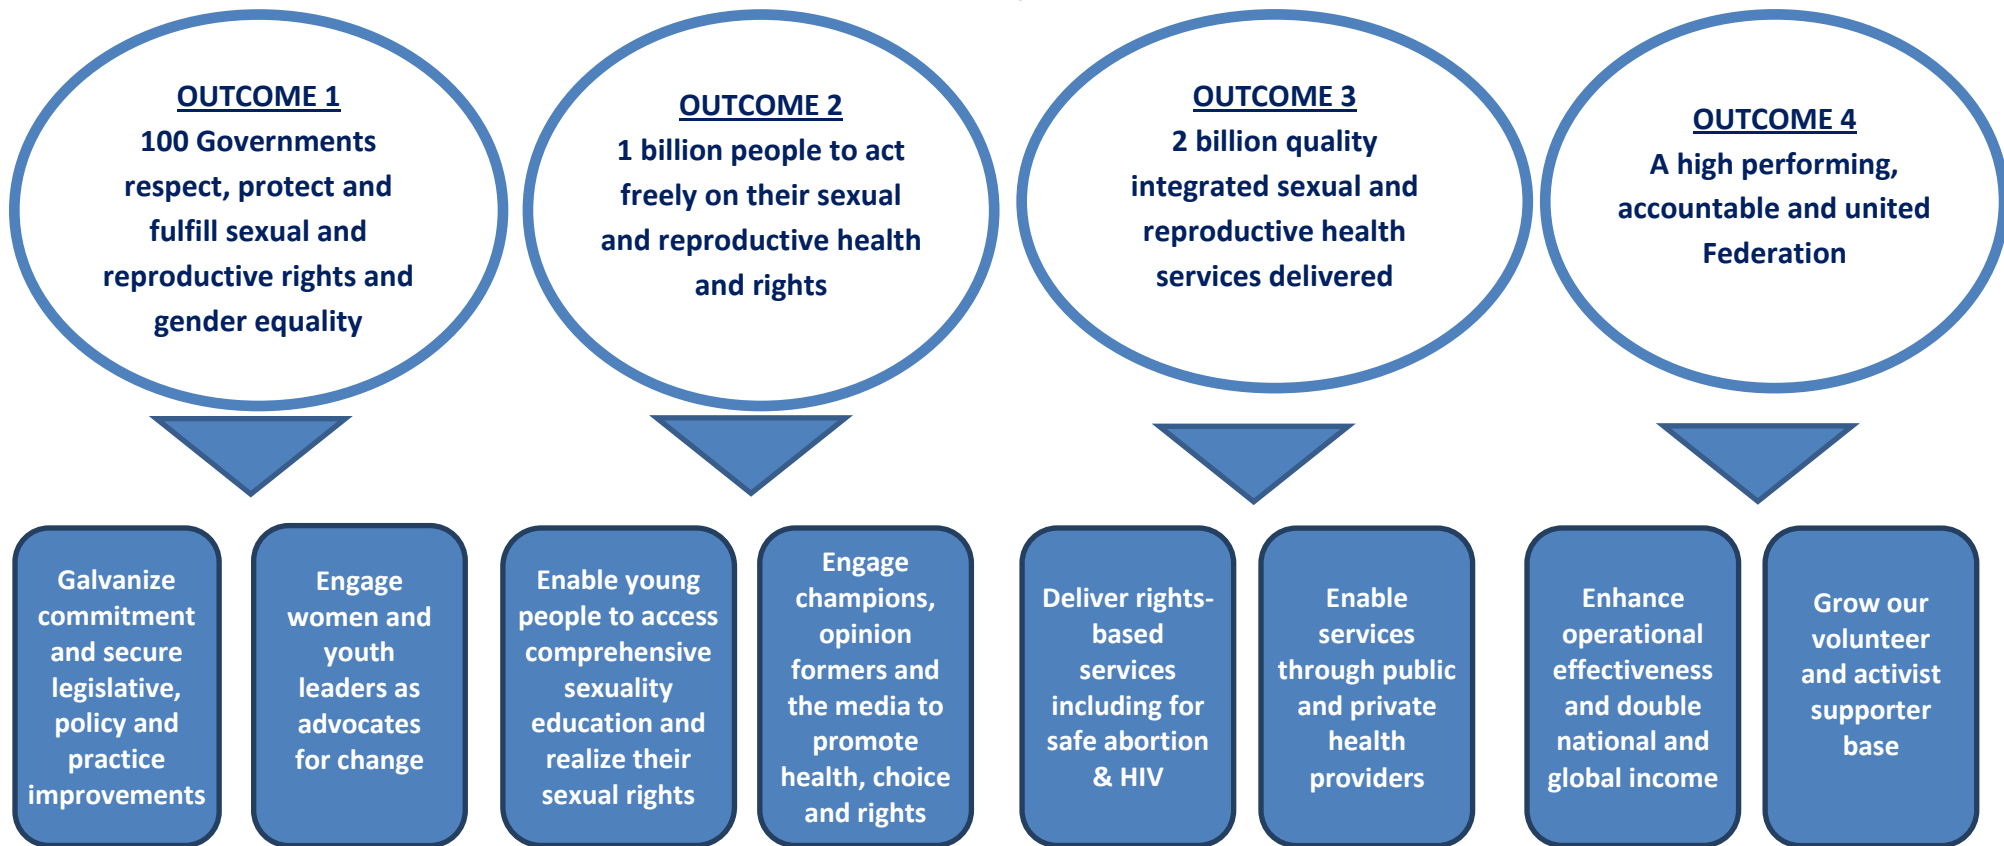 OUTCOME 1
100 Governments
respect, protect and
fulfill sexual and
reproductive rights and
gender equality
OUTCOME 2
1 billion people to act
freely on their sexual
and reproductive health
and rights
OUTCOME 3
2 billion quality
integrated sexual and
reproductive health
services delivered
OUTCOME 4
A high performing,
accountable and united
Federation
Galvanize
commitment
and secure
legislative,
policy and
practice
improvements
Engage
women and
youth
leaders as
advocates
for change
Enable young
people to access
comprehensive
sexuality
education and
realize their
sexual rights
Engage
champions,
opinion
formers and
the media to
promote
health, choice
and rights
Deliver rights-
based
services
including for
safe abortion
& HIV
Enable
services
through public
and private
health
providers
Enhance
operational
effectiveness
and double
national and
global income
Grow our
volunteer
and activist
supporter
base